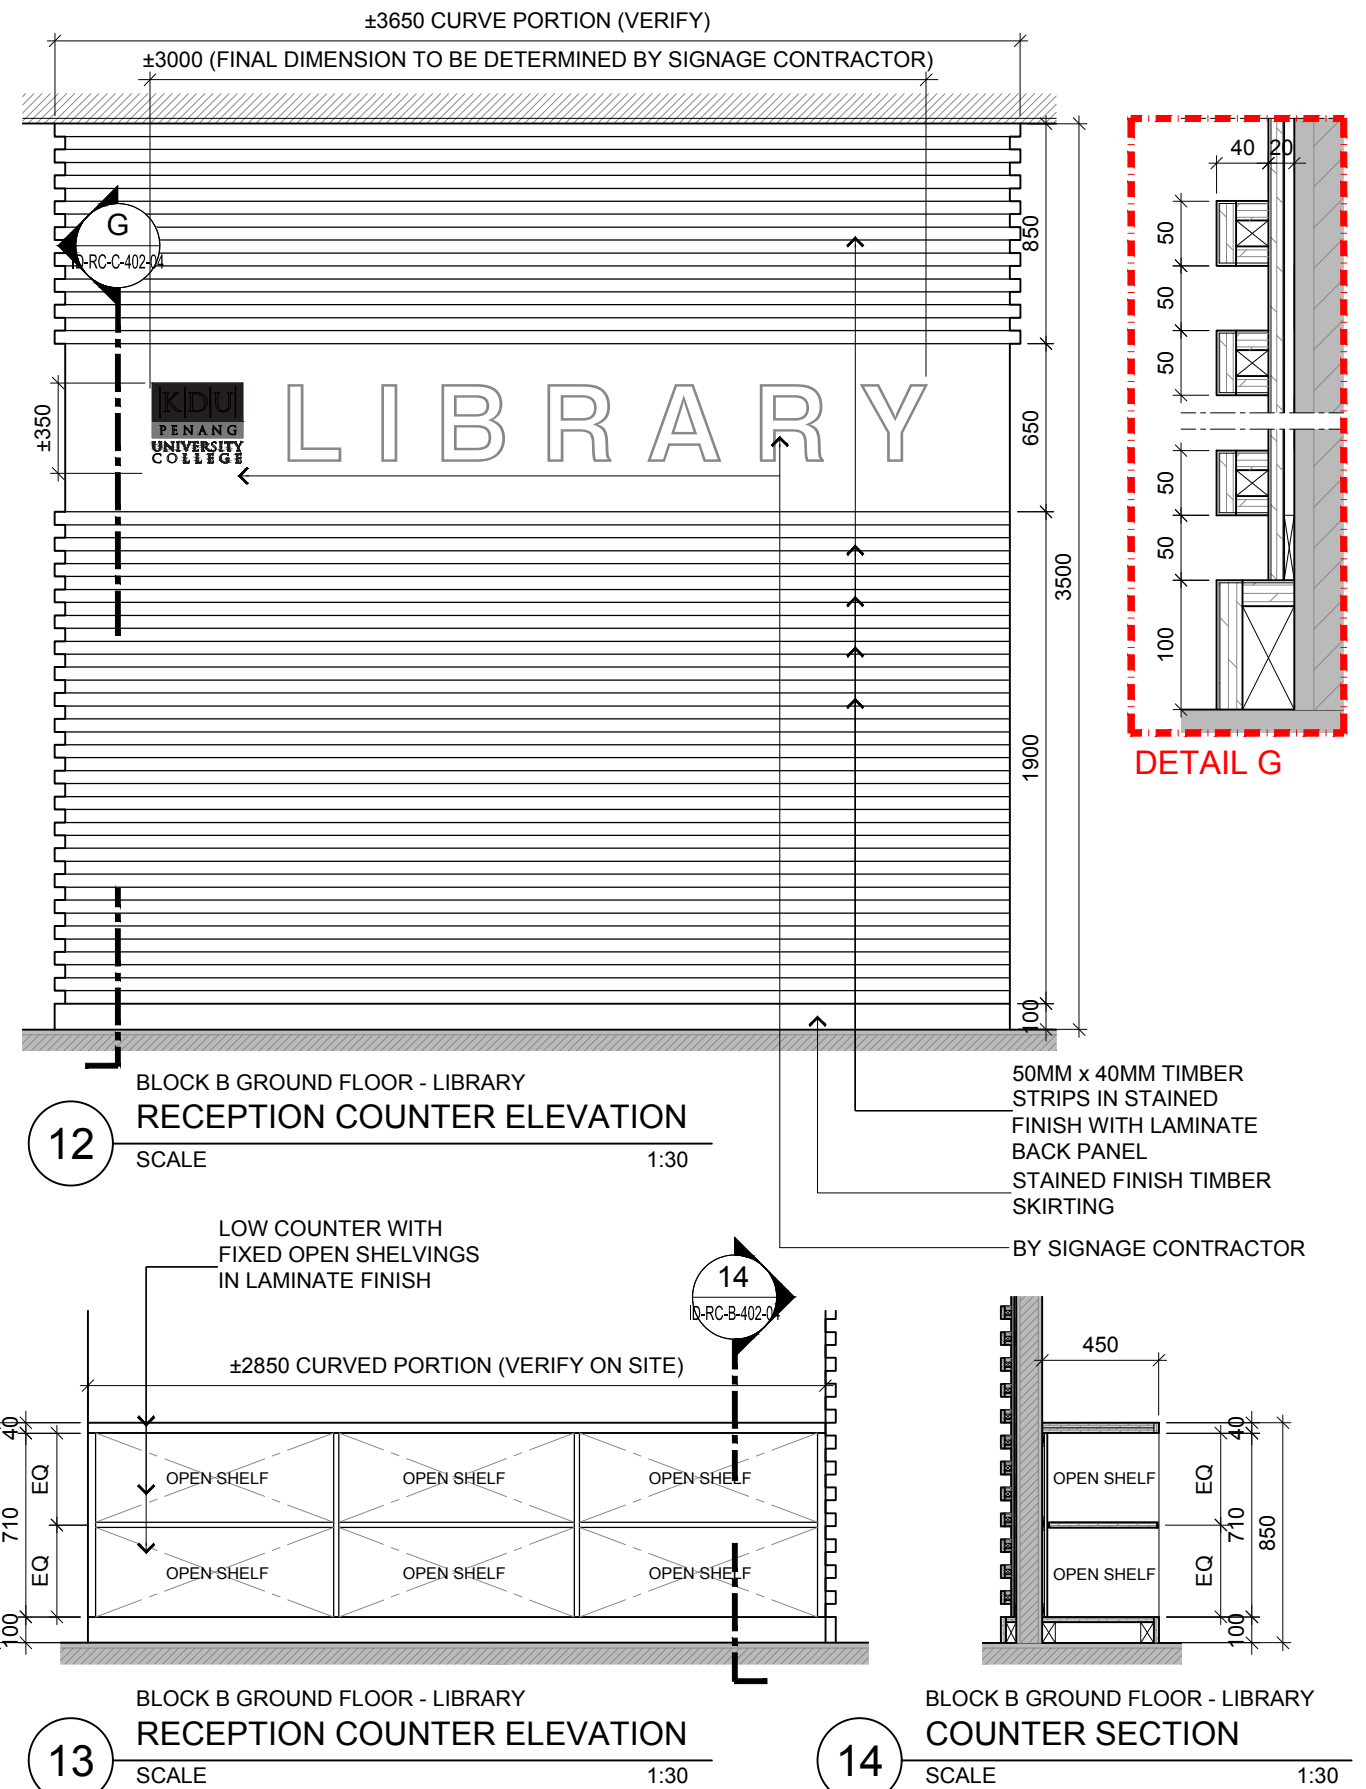 ±3650 CURVE PORTION (VERIFY)
±3000 (FINAL DIMENSION TO BE DETERMINED BY SIGNAGE CONTRACTOR)
40 20
G
ID-RC-C-402-04
850
50
50
50
50
50
100
DETAIL G
±350
KDU
PENANG
UNIVERSITY
COLLEGE
LIBRARY
650
3500
1900
100
50MM x 40MM TIMBER
STRIPS IN STAINED
FINISH WITH LAMINATE
BACK PANEL
STAINED FINISH TIMBER
SKIRTING
BY SIGNAGE CONTRACTOR
12
BLOCK B GROUND FLOOR - LIBRARY
RECEPTION COUNTER ELEVATION
SCALE 1:30
LOW COUNTER WITH
FIXED OPEN SHELVINGS
IN LAMINATE FINISH
14
ID-RC-B-402-04
±2850 CURVED PORTION (VERIFY ON SITE)
40
710
100
EQ
EQ
OPEN SHELF OPEN SHELF OPEN SHELF
OPEN SHELF OPEN SHELF OPEN SHELF
450
OPEN SHELF
OPEN SHELF
EQ
EQ
40
710
100
850
13
BLOCK B GROUND FLOOR - LIBRARY
RECEPTION COUNTER ELEVATION
SCALE 1:30
14
BLOCK B GROUND FLOOR - LIBRARY
COUNTER SECTION
SCALE 1:30